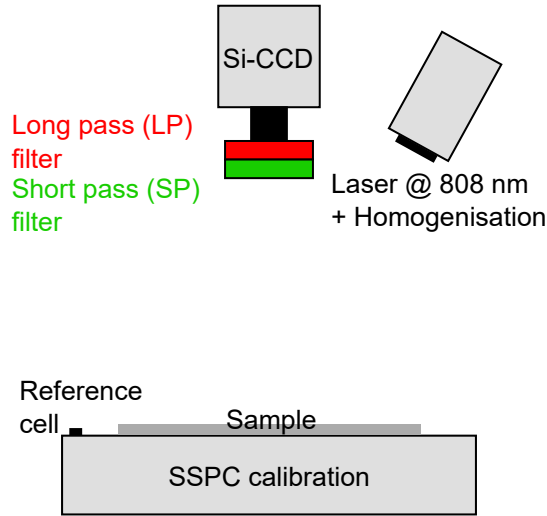 Si-CCD
Long pass (LP)
filter
Short pass (SP)
filter
Laser @ 808 nm
+ Homogenisation
Reference
cell
Sample
SSPC calibration